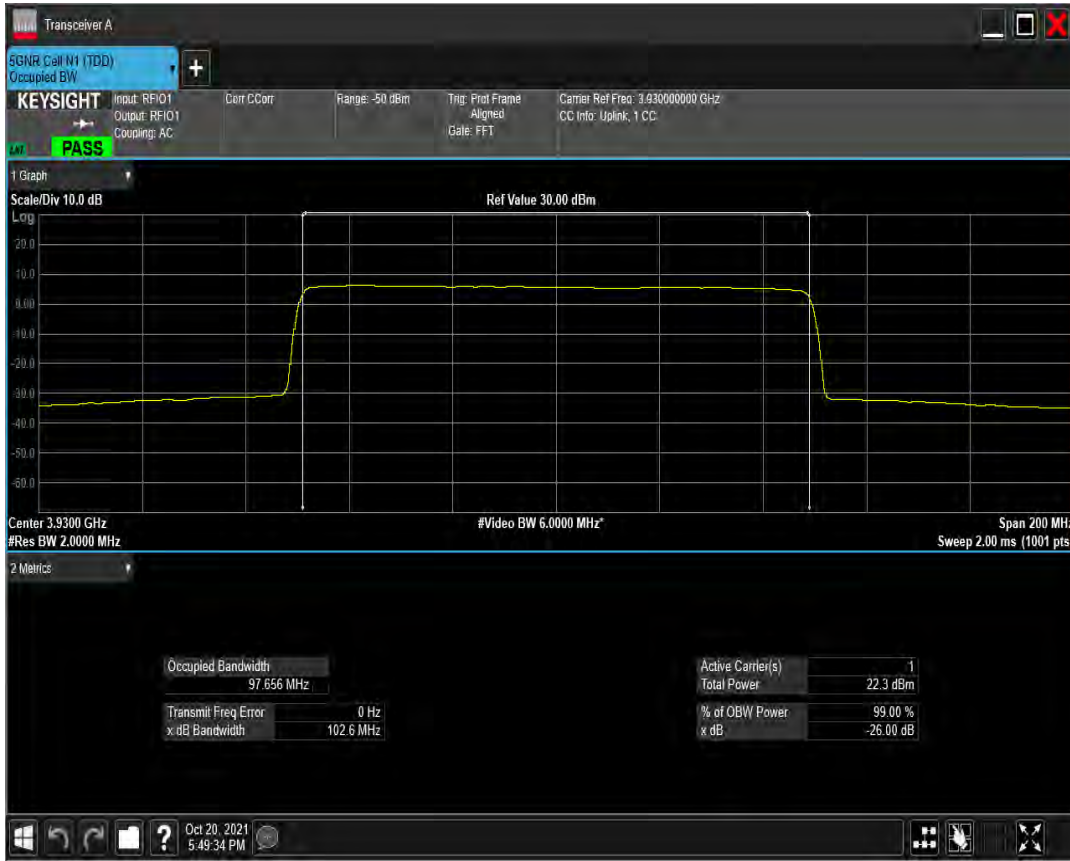 Transceiver A
5GNR Cell N1 (TDD)
Occupied BW
+
KEYSIGHT
PASS
Input: RFIO1
Output: RFIO1
Coupling: AC
Corr CCorr
Range: -50 dBm
Trig: Prot Frame
Aligned
Gate: FFT
Carrier Ref Freq: 3.930000000 GHz
CC Info: Uplink, 1 CC
1 Graph
Scale/Div 10.0 dB
Ref Value 30.00 dBm
Log
20.0
10.0
0.00
-10.0
-20.0
-30.0
-40.0
-50.0
-60.0
Center 3.9300 GHz
#Video BW 6.0000 MHz*
Span 200 MHz
#Res BW 2.0000 MHz
Sweep 2.00 ms (1001 pts
2 Metrics
Occupied Bandwidth
97.656 MHz
Transmit Freq Error 0 Hz
x dB Bandwidth 102.6 MHz
Active Carrier(s) 1
Total Power 22.3 dBm
% of OBW Power 99.00 %
x dB -26.00 dB
?
Oct 20, 2021
5:49:34 PM